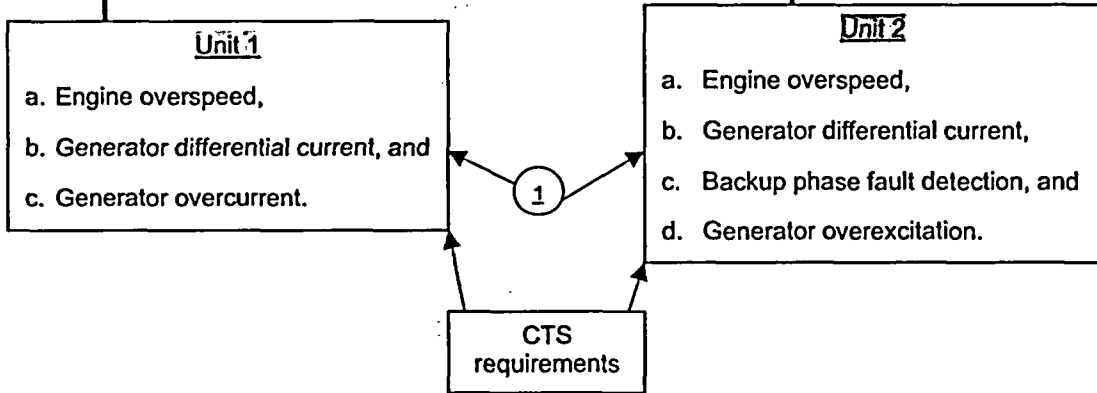 Unit 1
a. Engine overspeed,
b. Generator differential current, and
c. Generator overcurrent.
Unit 2
a. Engine overspeed,
b. Generator differential current,
c. Backup phase fault detection, and
d. Generator overexcitation.
1
CTS
requirements